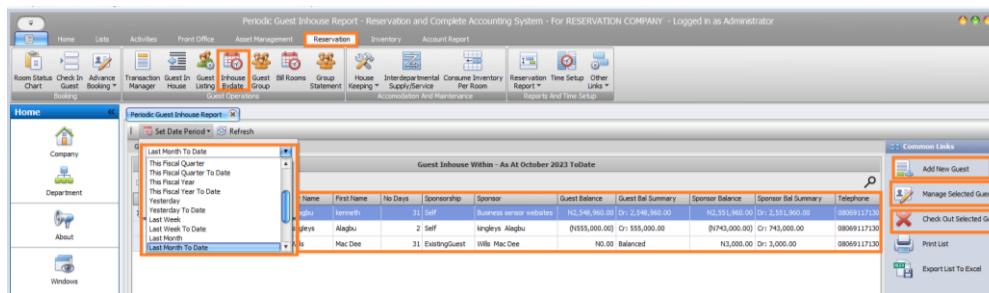 Periodic Guest Inhouse Report - Reservation and Complete Accounting System - For RESERVATION COMPANY - Logged in as Administrator
Home Lists Activities Front Office Asset Management Reservation Inventory Account Report
Room Status Check In Advance Transaction Guest In Guest Inhouse Guest Bill Rooms Group House Interdepartmental Consume Inventory Reservation Time Setup Other
Chart Guest Booking Manager House Listing Bydate Group Statement Keeping Supply/Service Per Room Report Links
Booking Guest Operations Accomodation And Maintenance Reports And Time Setup
Home Periodic Guest Inhouse Report
Set Date Period Refresh
Last Month To Date Common Links
This Fiscal Quarter
Company This Fiscal Quarter To Date Guest Inhouse Within - As At October 2023 ToDate Add New Guest
This Fiscal Year
This Fiscal Year To Date
Department Yesterday Name First Name No Days Sponsorship Sponsor Guest Balance Guest Bal Summary Sponsor Balance Sponsor Bal Summary Telephone Manage Selected Gue
Yesterday To Date agbu kenneth 31 Self Business sensor websites N2,548,960.00 Dr: 2,548,960.00 N2,551,960.00 Dr: 2,551,960.00 08069117130
Last Week
Last Week To Date ingleys Alagbu 2 Self kingleys Alagbu (N555,000.00) Cr: 555,000.00 (N743,000.00) Cr: 743,000.00 08069117130 Check Out Selected Gu
About Last Month
Last Month To Date Mac Dee 31 ExistingGuest Wills Mac Dee N0.00 Balanced N3,000.00 Dr: 3,000.00 08069117130 Print List
Windows Export List To Excel